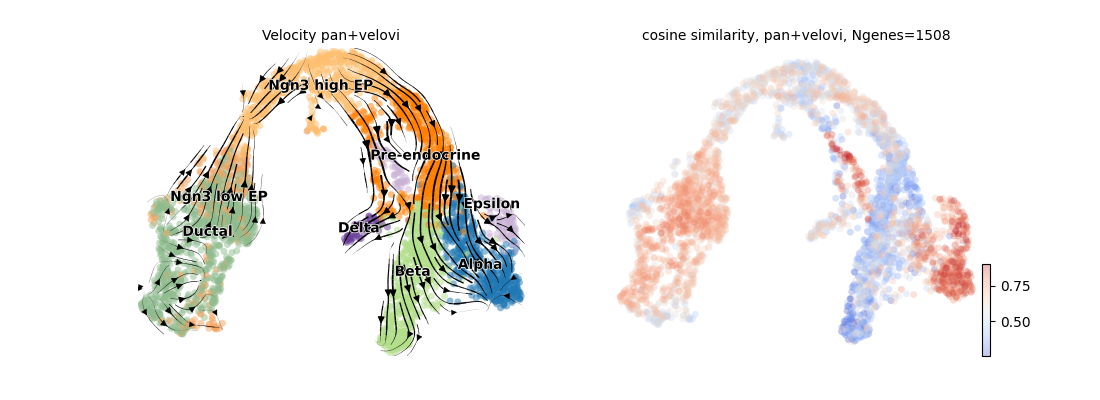 Velocity pan+velovi
cosine similarity, pan+velovi, Ngenes=1508
Ngn3 high EP
Pre-endocrine
Ngn3 low EP
Epsilon
Ductal
Delta
Beta
Alpha
0.75
0.50